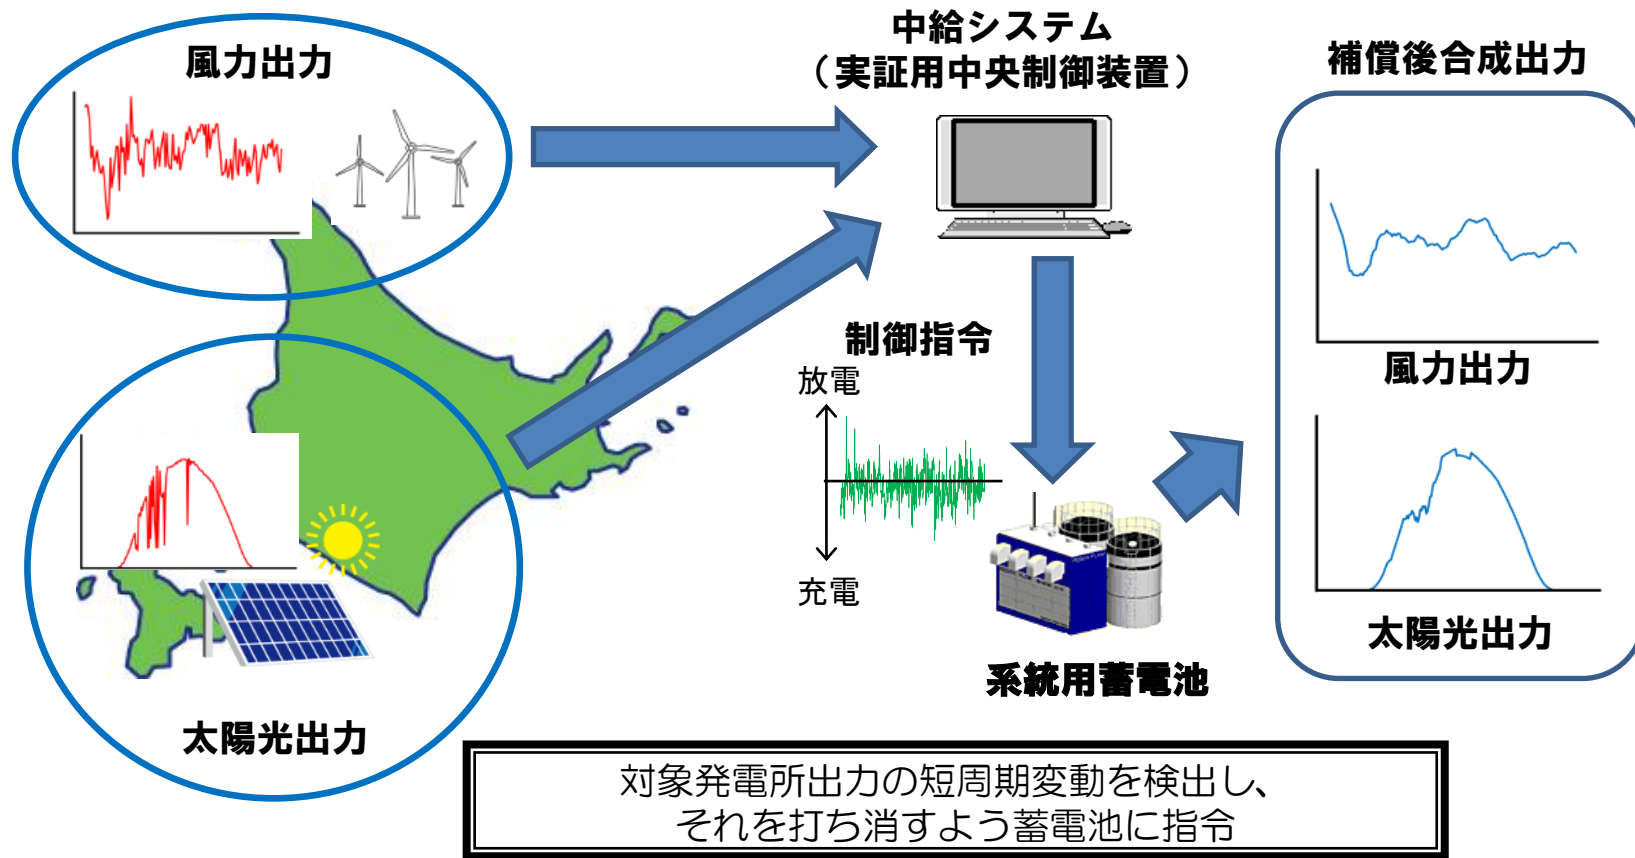 風力出力
中給システム
（実証用中央制御装置）
補償後合成出力
制御指令
放電
充電
風力出力
太陽光出力
系統用蓄電池
太陽光出力
対象発電所出力の短周期変動を検出し、
それを打ち消すよう蓄電池に指令